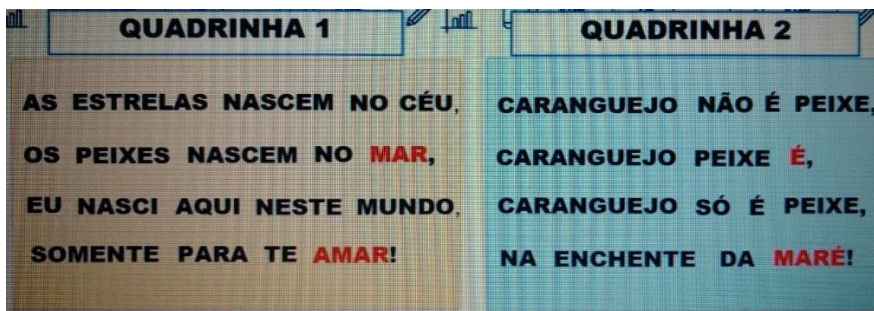 QUADRINHA 1
AS ESTRELAS NASCEM NO CÉU,
OS PEIXES NASCEM NO MAR,
EU NASCI AQUI NESTE MUNDO,
SOMENTE PARA TE AMAR!
QUADRINHA 2
CARANGUEJO NÃO É PEIXE,
CARANGUEJO PEIXE É,
CARANGUEJO SÓ É PEIXE,
NA ENCHENTE DA MARÉ!